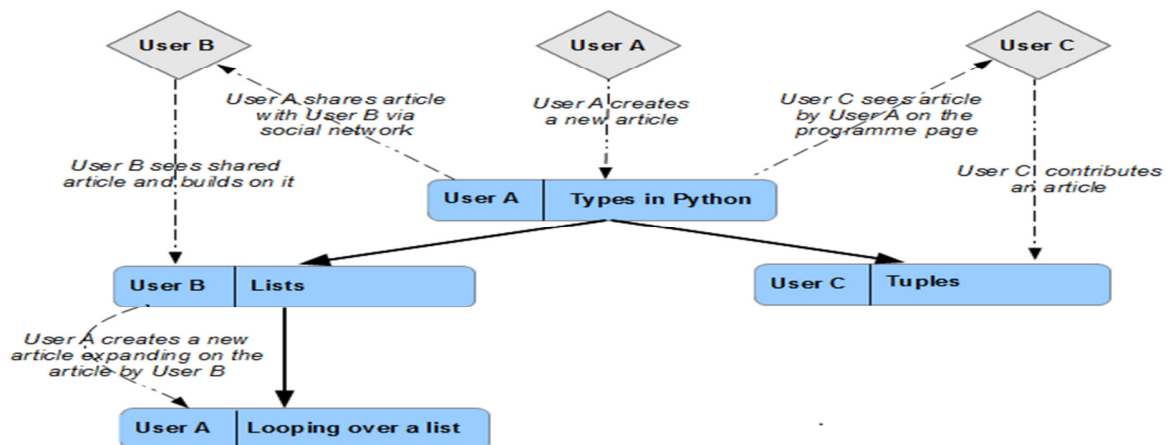 User B
User A
User C
User A shares article
with User B via
social network
User A creates
a new article
User C sees article
by User A on the
programme page
User B sees shared
article and builds on it
User C contributes
an article
User A
Types in Python
User B
Lists
User C
Tuples
User A creates a new
article expanding on the
article by User B
User A
Looping over a list